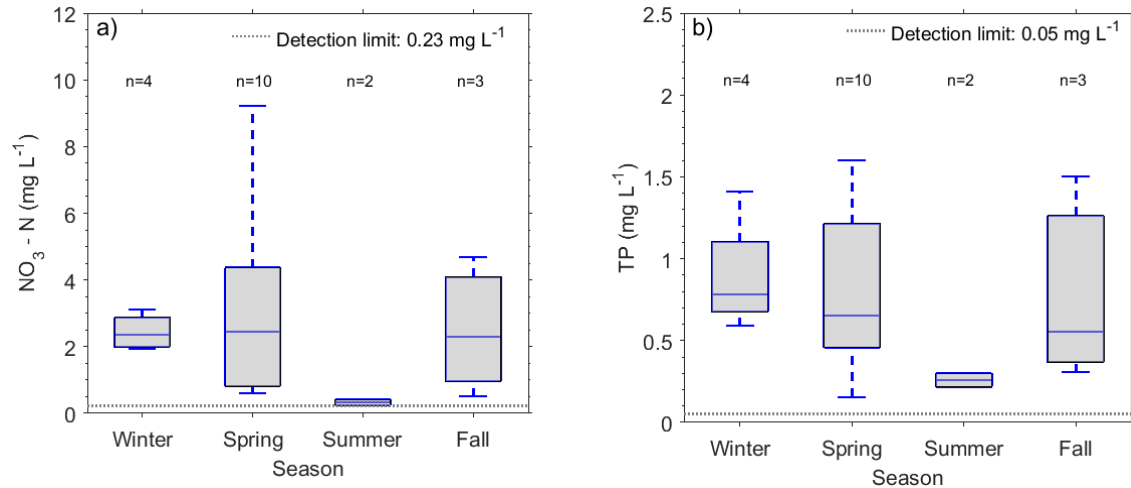 a)
Detection limit: 0.23 mg L⁻¹
n=4 n=10 n=2 n=3
12
10
8
6
4
2
0
NO₃ - N (mg L⁻¹)
Winter Spring Summer Fall
Season
b)
Detection limit: 0.05 mg L⁻¹
n=4 n=10 n=2 n=3
2.5
2
1.5
1
0.5
0
TP (mg L⁻¹)
Winter Spring Summer Fall
Season